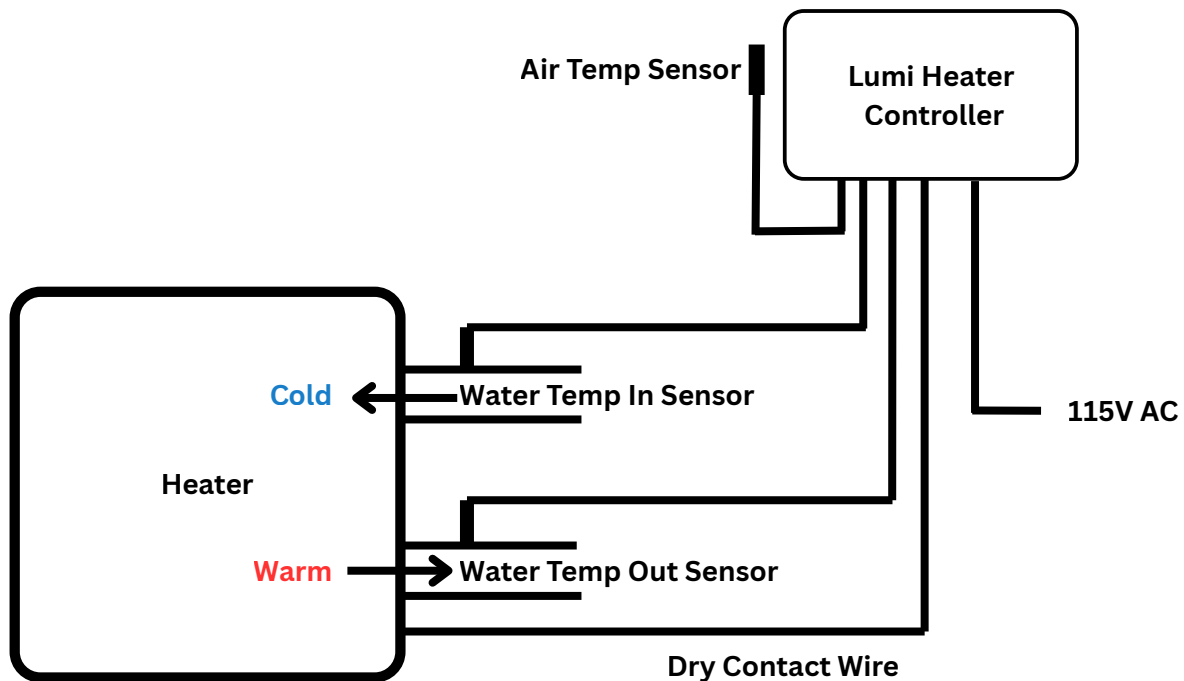 Air Temp Sensor
Lumi Heater
Controller
Cold
Water Temp In Sensor
115V AC
Heater
Warm
Water Temp Out Sensor
Dry Contact Wire